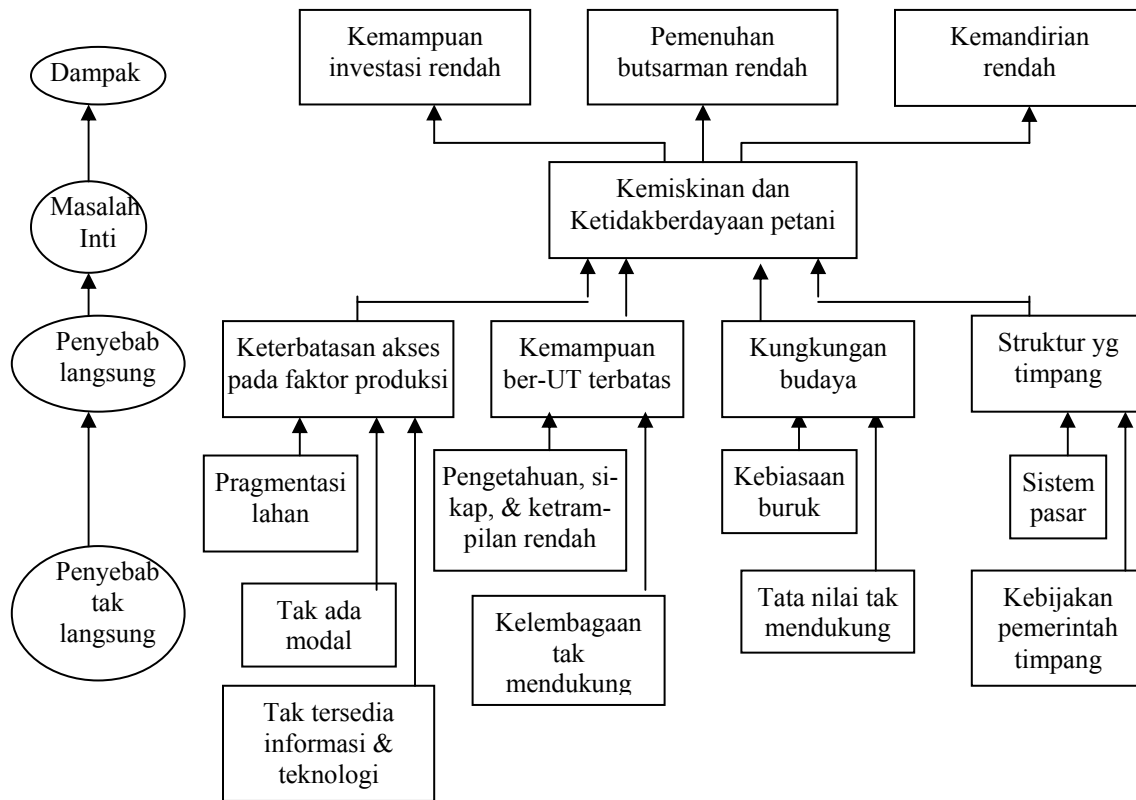 Dampak
Kemampuan
investasi rendah
Pemenuhan
butsarman rendah
Kemandirian
rendah
Masalah
Inti
Kemiskinan dan
Ketidakberdayaan petani
Penyebab
langsung
Keterbatasan akses
pada faktor produksi
Kemampuan
ber-UT terbatas
Kungkungan
budaya
Struktur yg
timpang
Pragmentasi
lahan
Pengetahuan, si-
kap, & ketram-
pilan rendah
Kebiasaan
buruk
Sistem
pasar
Penyebab
tak
langsung
Tak ada
modal
Kelembagaan
tak
mendukung
Tata nilai tak
mendukung
Kebijakan
pemerintah
timpang
Tak tersedia
informasi &
teknologi